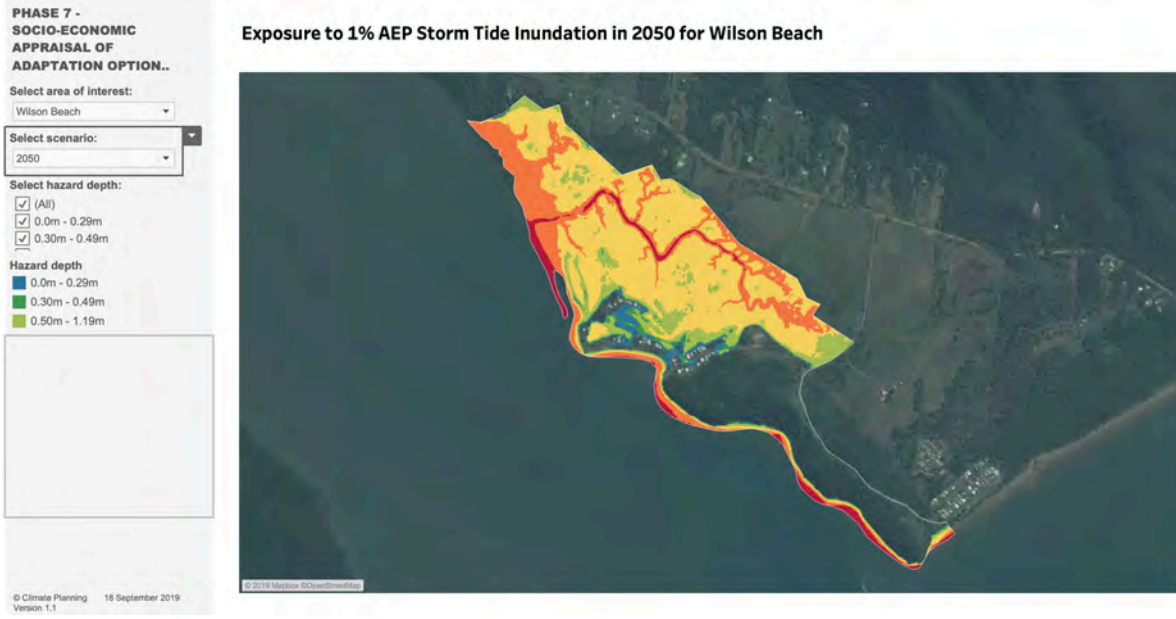 PHASE 7 -
SOCIO-ECONOMIC
APPRAISAL OF
ADAPTATION OPTION..
Select area of interest:
Wilson Beach
Select scenario:
2050
Select hazard depth:
(All)
0.0m - 0.29m
0.30m - 0.49m
Hazard depth
0.0m - 0.29m
0.30m - 0.49m
0.50m - 1.19m
© Climate Planning 18 September 2019
Version 1.1
Exposure to 1% AEP Storm Tide Inundation in 2050 for Wilson Beach
© 2019 Mapbox ©OpenStreetMap